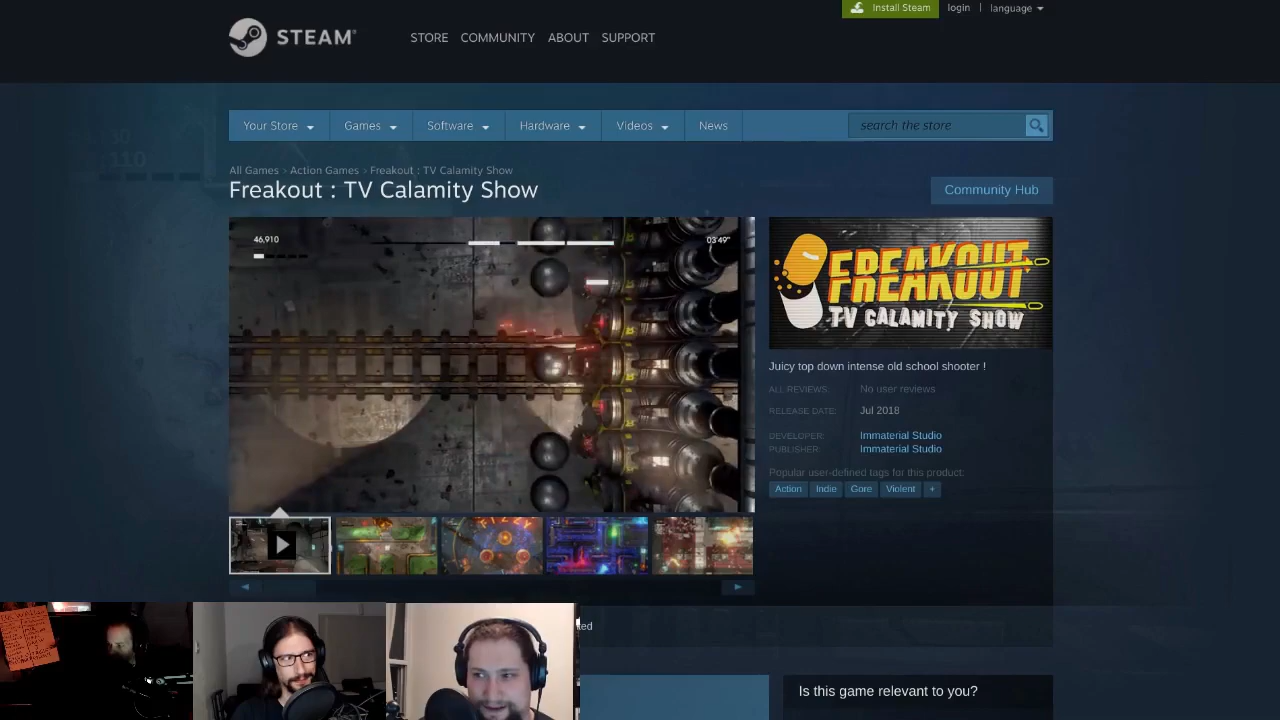 Install Steam
login | language
STEAM®
STORE COMMUNITY ABOUT SUPPORT
Your Store Games Software Hardware Videos News
search the store
All Games > Action Games > Freakout : TV Calamity Show
Freakout : TV Calamity Show
Community Hub
46,910
03'49"
FREAKOUT
TV CALAMITY SHOW
Juicy top down intense old school shooter !
ALL REVIEWS: No user reviews
RELEASE DATE: Jul 2018
DEVELOPER: Immaterial Studio
PUBLISHER: Immaterial Studio
Popular user-defined tags for this product:
Action Indie Gore Violent +
FIZZY
Is this game relevant to you?